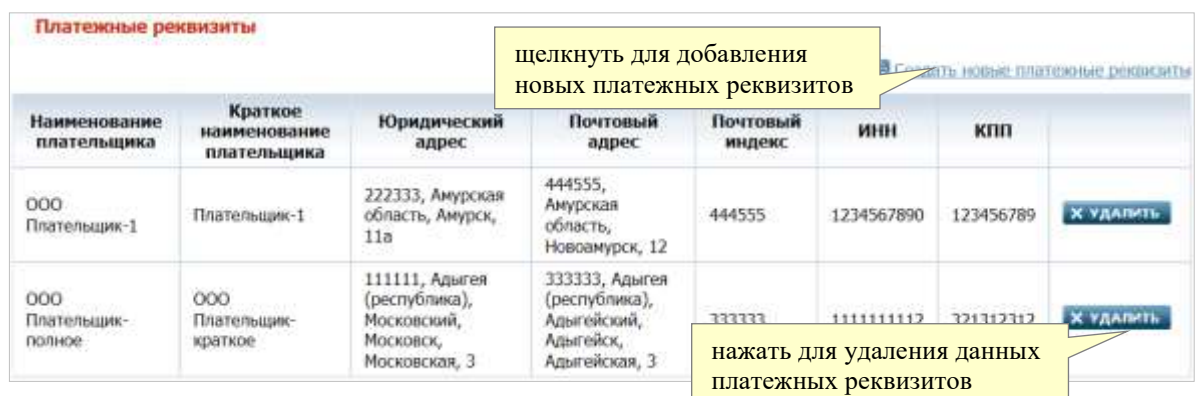 Платежные реквизиты
щелкнуть для добавления
новых платежных реквизитов
Создать новые платежные реквизиты
Наименование
плательщика
Краткое
наименование
плательщика
Юридический
адрес
Почтовый
адрес
Почтовый
индекс
ИНН
КПП
ООО
Плательщик-1
Плательщик-1
222333, Амурская
область, Амурск,
11а
444555,
Амурская
область,
Новоамурск, 12
444555
1234567890
123456789
X УДАЛИТЬ
ООО
Плательщик-
полное
ООО
Плательщик-
краткое
111111, Адыгея
(республика),
Московский,
Московск,
Московская, 3
333333, Адыгея
(республика),
Адыгейский,
Адыгейск,
Адыгейская, 3
333333
1111111112
321312312
X УДАЛИТЬ
нажать для удаления данных
платежных реквизитов